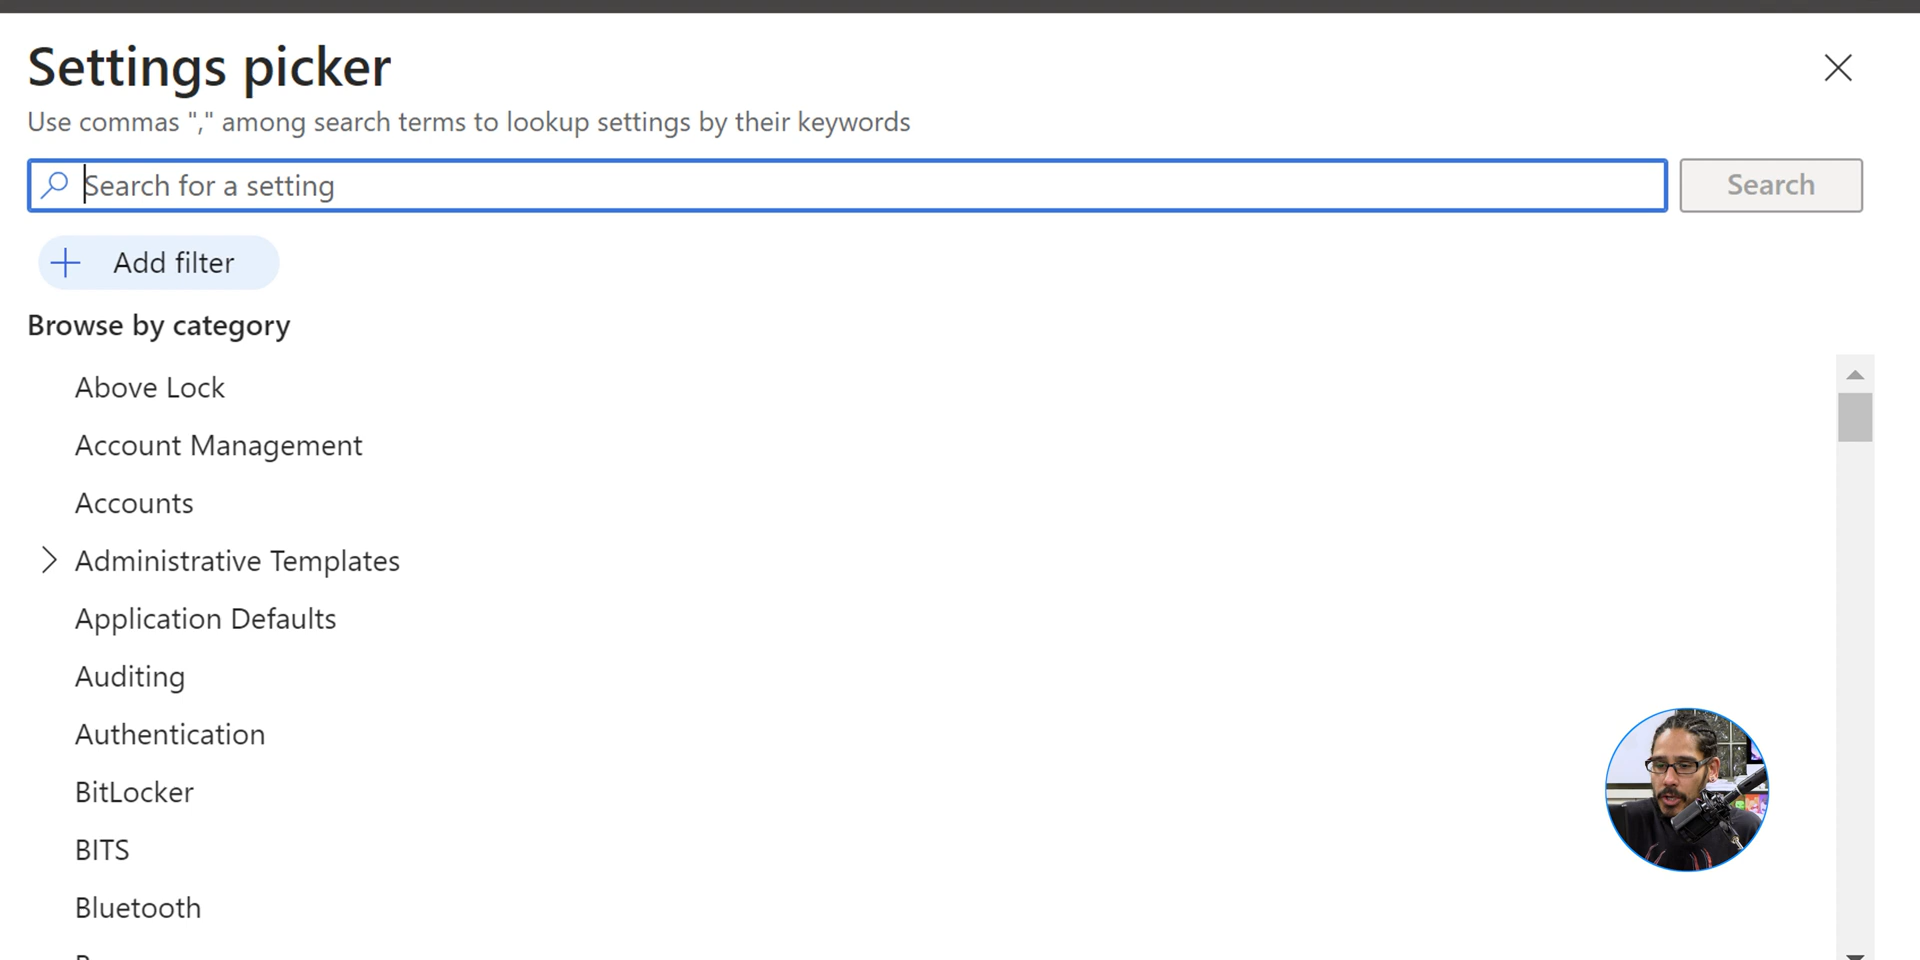 Settings picker
Use commas "," among search terms to lookup settings by their keywords
Search for a setting
Search
Add filter
Browse by category
Above Lock
Account Management
Accounts
Administrative Templates
Application Defaults
Auditing
Authentication
BitLocker
BITS
Bluetooth